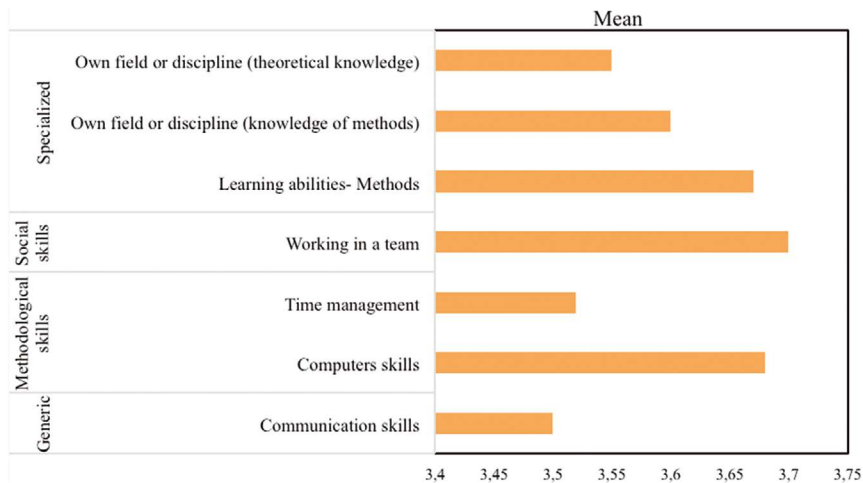 Mean
Specialized
Own field or discipline (theoretical knowledge)
Own field or discipline (knowledge of methods)
Learning abilities- Methods
Social
skills
Working in a team
Methodological
skills
Time management
Computers skills
Generic
Communication skills
3,4 3,45 3,5 3,55 3,6 3,65 3,7 3,75